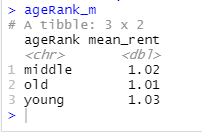 > ageRank_m
# A tibble: 3 x 2
  ageRank mean_rent
  <chr>       <dbl>
1 middle       1.02
2 old          1.01
3 young        1.03
>